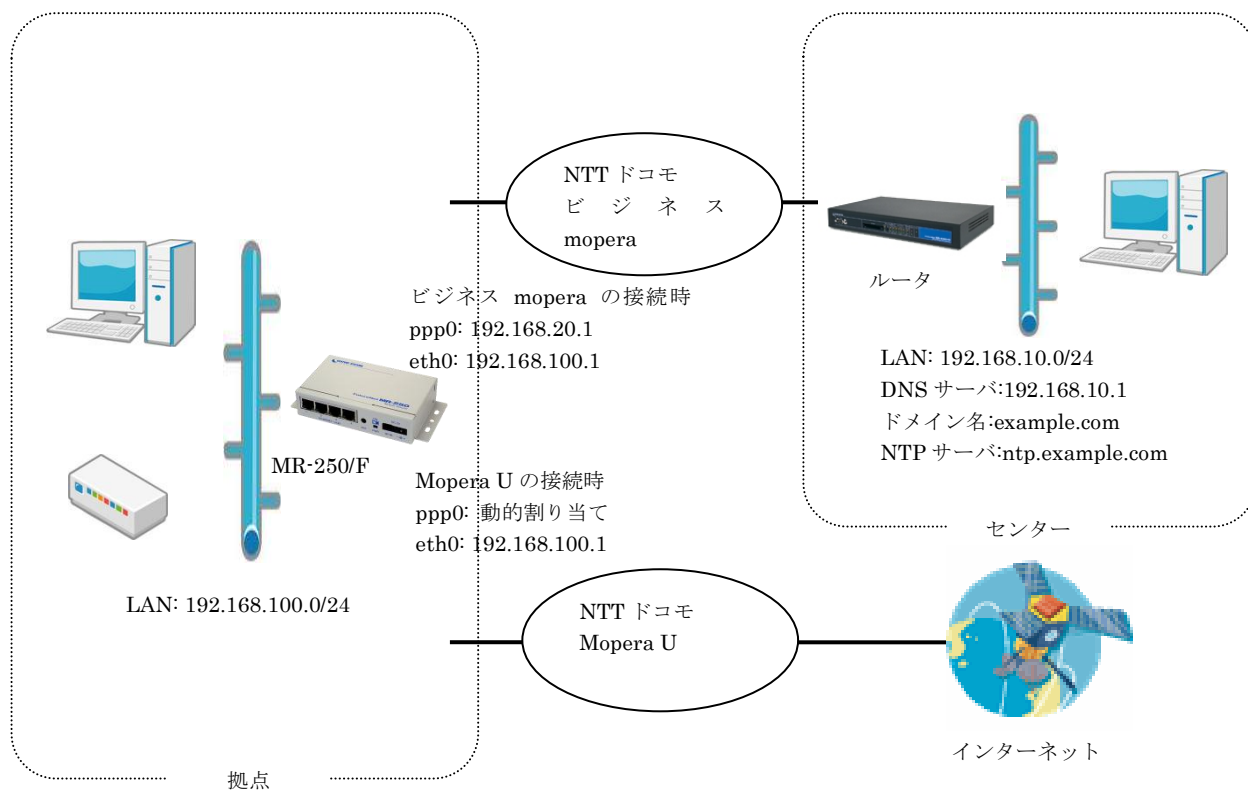 NTT ドコモ
ビジネス
mopera
ビジネス mopera の接続時
ppp0: 192.168.20.1
eth0: 192.168.100.1
MR-250/F
Mopera U の接続時
ppp0: 動的割り当て
eth0: 192.168.100.1
LAN: 192.168.100.0/24
NTT ドコモ
Mopera U
拠点
ルータ
LAN: 192.168.10.0/24
DNS サーバ:192.168.10.1
ドメイン名:example.com
NTP サーバ:ntp.example.com
センター
インターネット